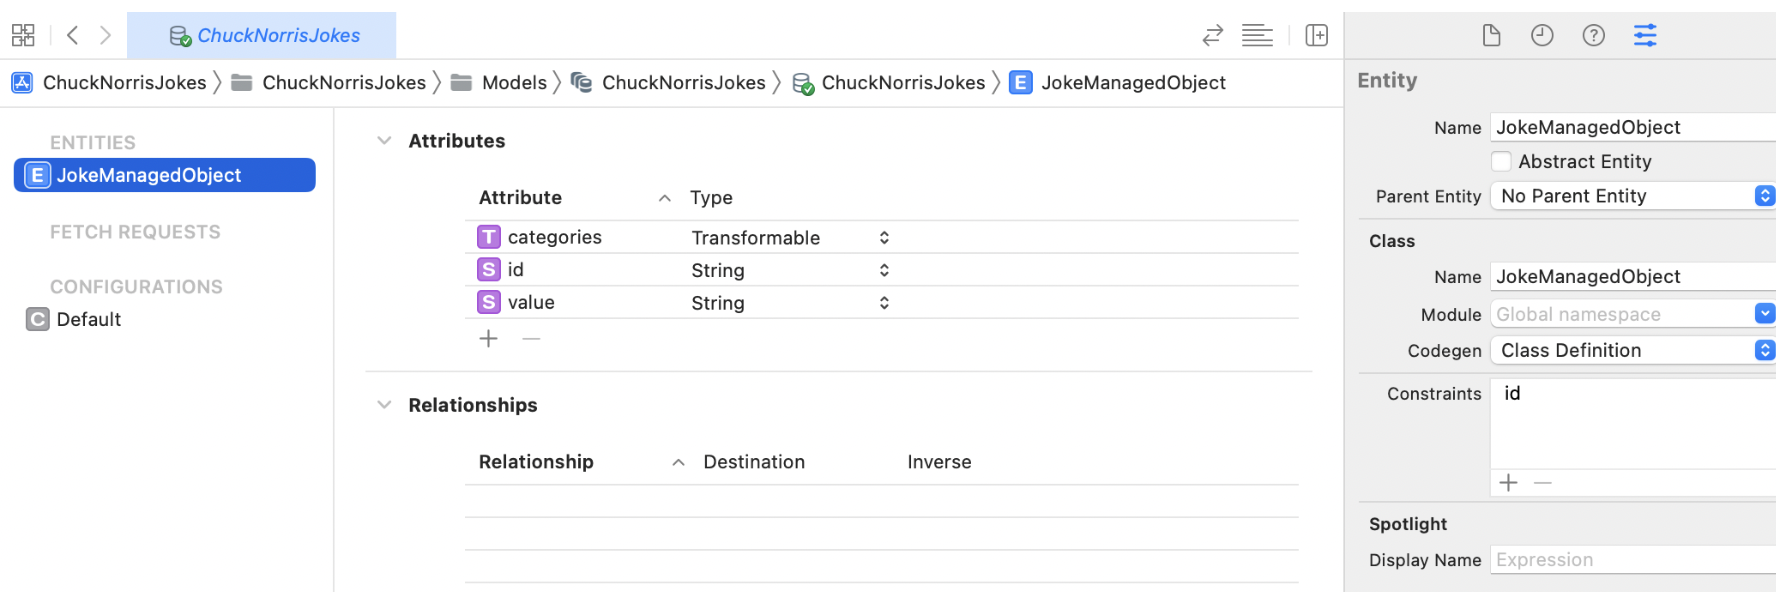 ChuckNorrisJokes
ChuckNorrisJokes ChuckNorrisJokes Models ChuckNorrisJokes ChuckNorrisJokes E JokeManagedObject
ENTITIES
E JokeManagedObject
FETCH REQUESTS
CONFIGURATIONS
C Default
Attributes
Attribute Type
T categories Transformable
S id String
S value String
Relationships
Relationship Destination Inverse
Entity
Name JokeManagedObject
Abstract Entity
Parent Entity No Parent Entity
Class
Name JokeManagedObject
Module Global namespace
Codegen Class Definition
Constraints id
Spotlight
Display Name Expression